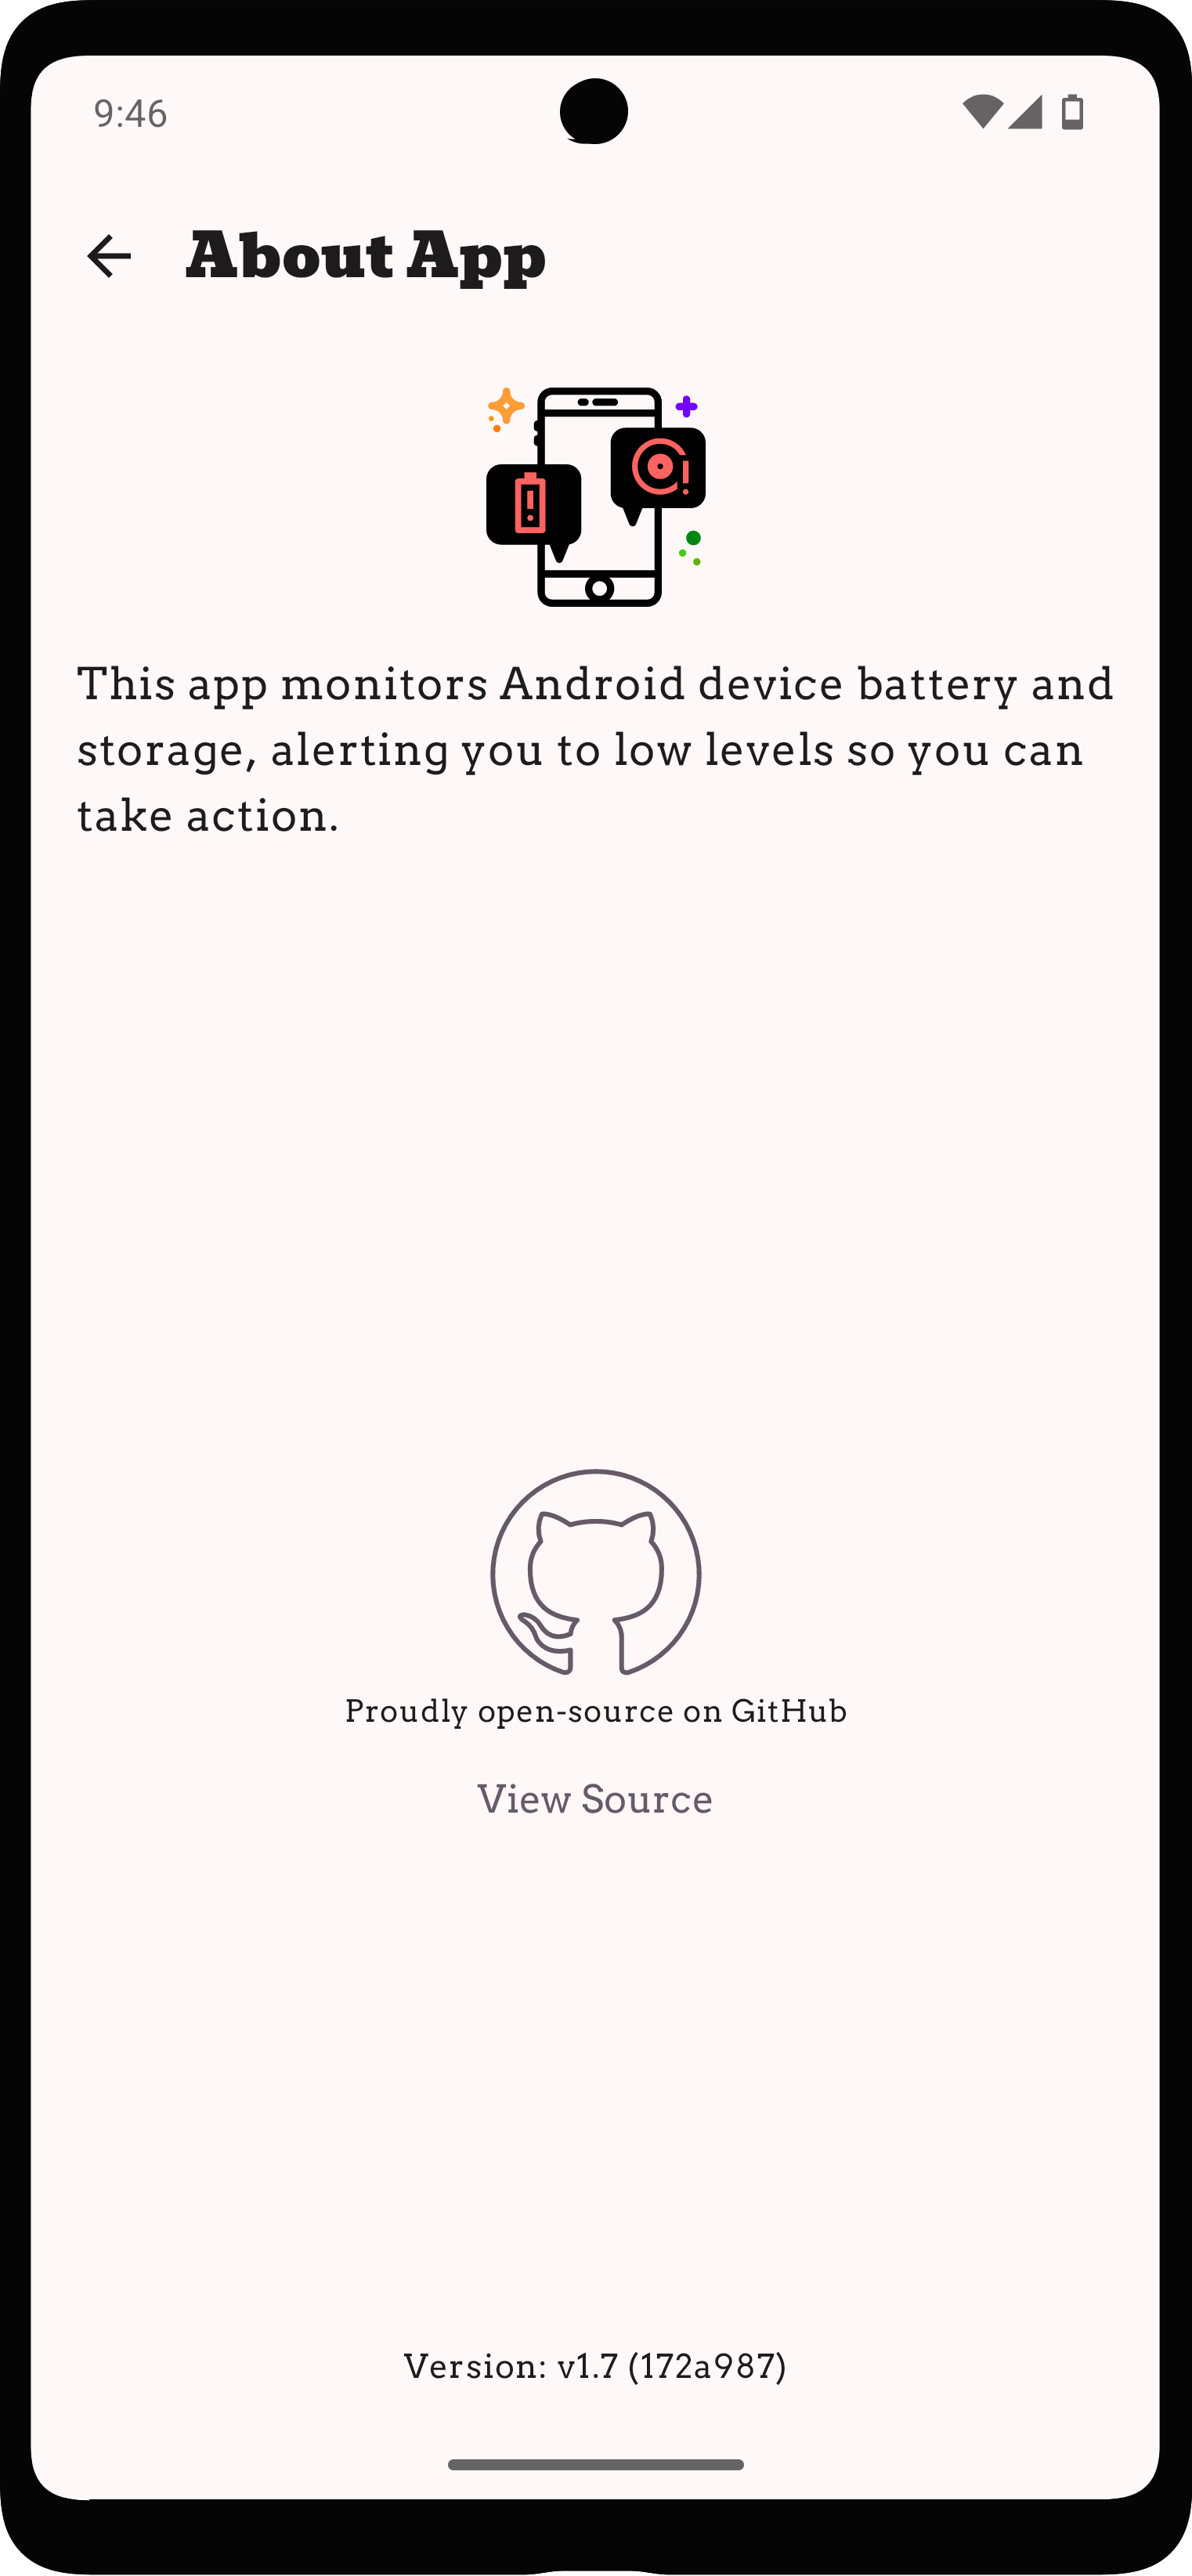 9:46
About App
This app monitors Android device battery and
storage, alerting you to low levels so you can
take action.
Proudly open-source on GitHub
View Source
Version: v1.7 (172a987)